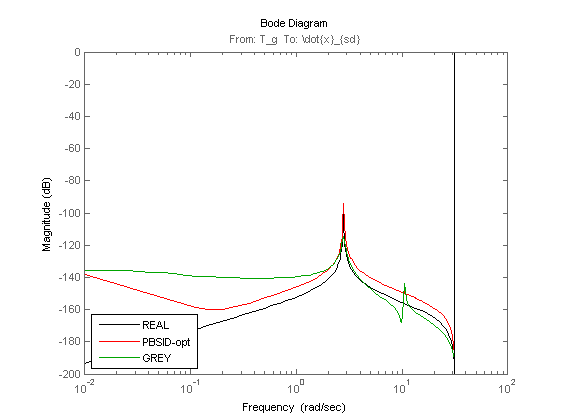 Bode Diagram
From: T_g To: \dot{x}_{sd}
0
-20
-40
-60
-80
-100
-120
-140
-160
-180
-200
Magnitude (dB)
REAL
PBSID-opt
GREY
10^-2
10^-1
10^0
10^1
10^2
Frequency (rad/sec)